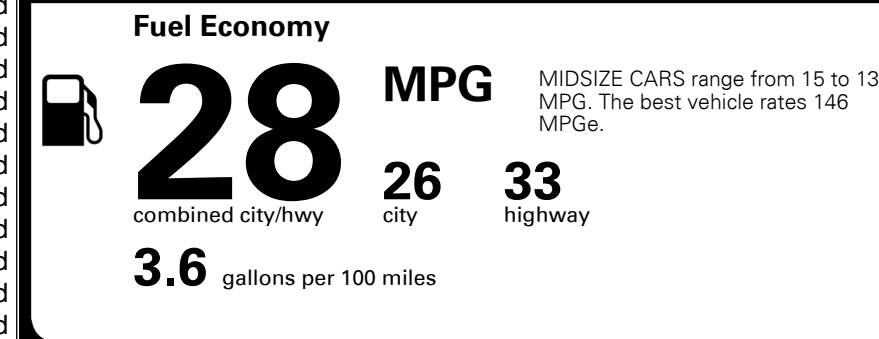 d
d
d
d
d
d
d
d
d
d
d
Fuel Economy
28
MPG
MIDSIZE CARS range from 15 to 13
MPG. The best vehicle rates 146
MPGe.
combined city/hwy
26
city
33
highway
3.6 gallons per 100 miles